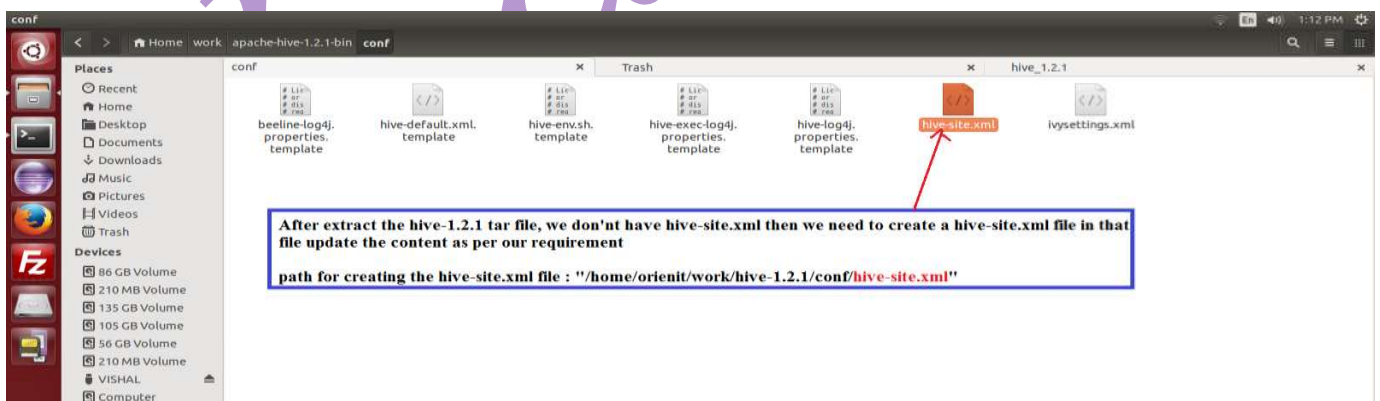 conf
En
1:12 PM
Home work apache-hive-1.2.1-bin conf
Places
Recent
Home
Desktop
Documents
Downloads
Music
Pictures
Videos
Trash
Devices
86 GB Volume
210 MB Volume
135 GB Volume
105 GB Volume
56 GB Volume
210 MB Volume
VISHAL
Computer
conf
Trash
hive_1.2.1
beeline-log4j.
properties.
template
hive-default.xml.
template
hive-env.sh.
template
hive-exec-log4j.
properties.
template
hive-log4j.
properties.
template
hive-site.xml
ivysettings.xml
After extract the hive-1.2.1 tar file, we don'nt have hive-site.xml then we need to create a hive-site.xml file in that
file update the content as per our requirement
path for creating the hive-site.xml file : "/home/orienit/work/hive-1.2.1/conf/hive-site.xml"
Fz